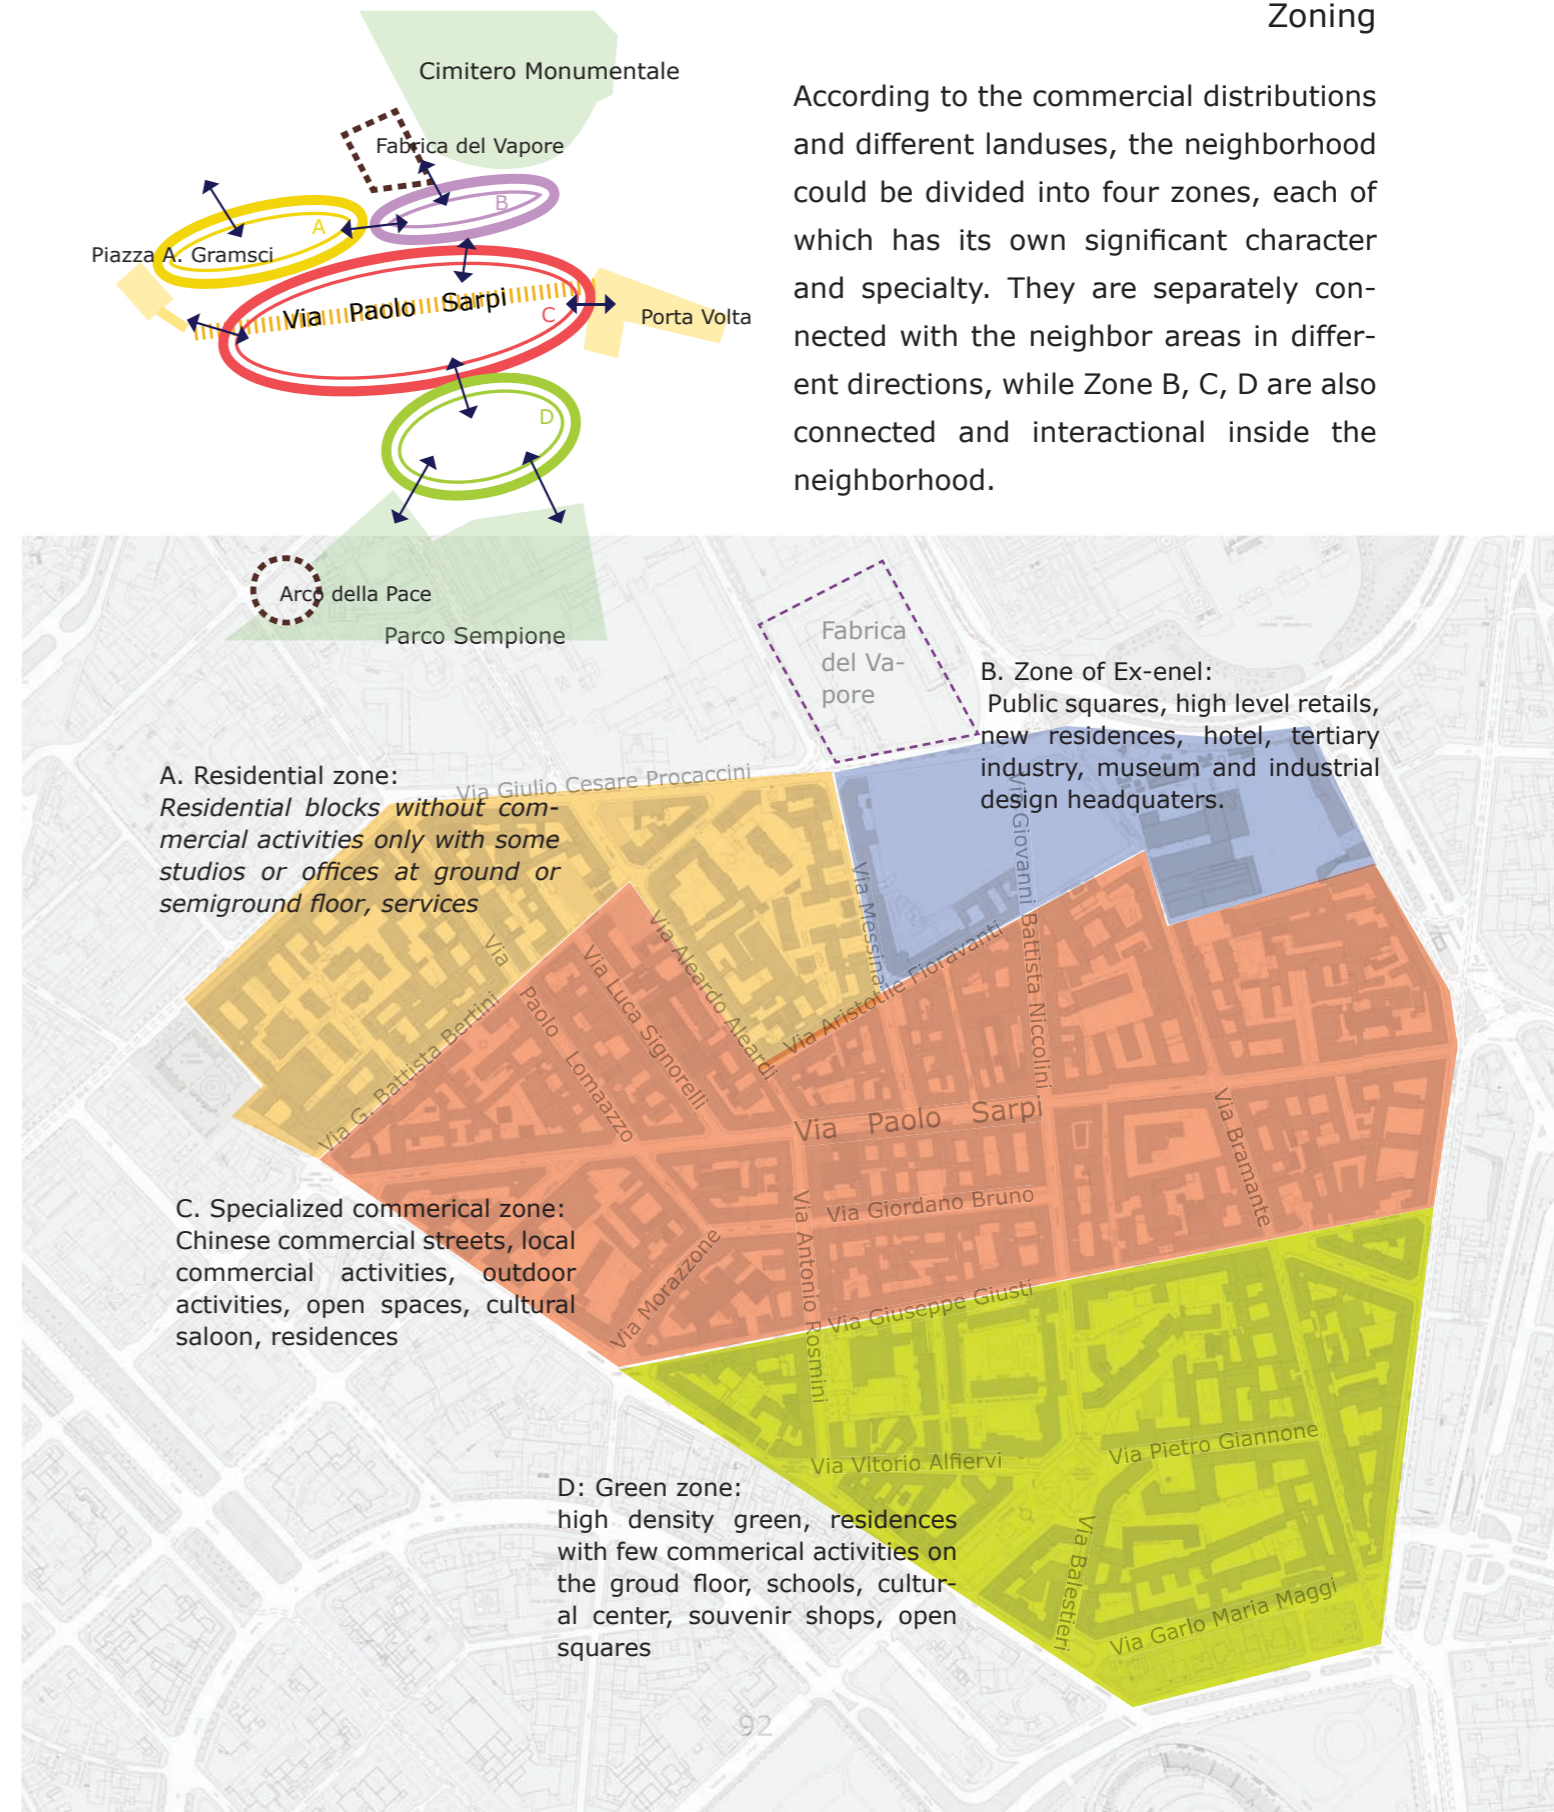 Zoning
Cimitero Monumentale
Fabrica del Vapore
B
A
Piazza A. Gramsci
Via Paolo Sarpi
C
Porta Volta
D
Arco della Pace
Parco Sempione
According to the commercial distributions
and different landuses, the neighborhood
could be divided into four zones, each of
which has its own significant character
and specialty. They are separately con-
nected with the neighbor areas in differ-
ent directions, while Zone B, C, D are also
connected and interactional inside the
neighborhood.
Fabrica
del Va-
pore
B. Zone of Ex-enel:
Public squares, high level retails,
new residences, hotel, tertiary
industry, museum and industrial
design headquaters.
A. Residential zone:
Residential blocks without com-
mercial activities only with some
studios or offices at ground or
semiground floor, services
Via Giulio Cesare Procaccini
Via Messina
Via Giovanni Battista Niccolini
Via Aristotile Fioravanti
Via Aleardo Aleardi
Via Luca Signorelli
Via Paolo Lomaazzo
Via G. Battista Bertini
Via Paolo Sarpi
Via Bramante
Via Giordano Bruno
Via Antonio Rosmini
Via Morazzone
Via Giuseppe Giusti
C. Specialized commerical zone:
Chinese commercial streets, local
commercial activities, outdoor
activities, open spaces, cultural
saloon, residences
Via Vitorio Alfiervi
Via Pietro Giannone
Via Balestieri
Via Garlo Maria Maggi
D: Green zone:
high density green, residences
with few commerical activities on
the groud floor, schools, cultur-
al center, souvenir shops, open
squares
92